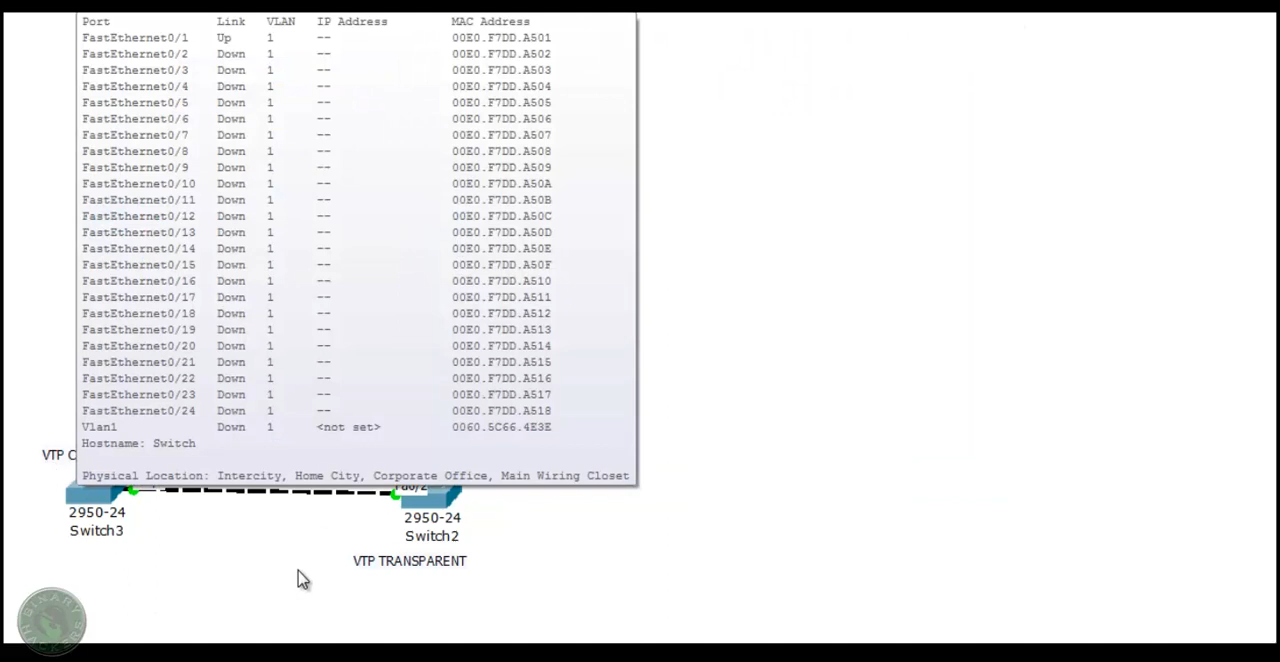 Port Link VLAN IP Address MAC Address
FastEthernet0/1 Up 1 -- 00E0.F7DD.A501
FastEthernet0/2 Down 1 -- 00E0.F7DD.A502
FastEthernet0/3 Down 1 -- 00E0.F7DD.A503
FastEthernet0/4 Down 1 -- 00E0.F7DD.A504
FastEthernet0/5 Down 1 -- 00E0.F7DD.A505
FastEthernet0/6 Down 1 -- 00E0.F7DD.A506
FastEthernet0/7 Down 1 -- 00E0.F7DD.A507
FastEthernet0/8 Down 1 -- 00E0.F7DD.A508
FastEthernet0/9 Down 1 -- 00E0.F7DD.A509
FastEthernet0/10 Down 1 -- 00E0.F7DD.A50A
FastEthernet0/11 Down 1 -- 00E0.F7DD.A50B
FastEthernet0/12 Down 1 -- 00E0.F7DD.A50C
FastEthernet0/13 Down 1 -- 00E0.F7DD.A50D
FastEthernet0/14 Down 1 -- 00E0.F7DD.A50E
FastEthernet0/15 Down 1 -- 00E0.F7DD.A50F
FastEthernet0/16 Down 1 -- 00E0.F7DD.A510
FastEthernet0/17 Down 1 -- 00E0.F7DD.A511
FastEthernet0/18 Down 1 -- 00E0.F7DD.A512
FastEthernet0/19 Down 1 -- 00E0.F7DD.A513
FastEthernet0/20 Down 1 -- 00E0.F7DD.A514
FastEthernet0/21 Down 1 -- 00E0.F7DD.A515
FastEthernet0/22 Down 1 -- 00E0.F7DD.A516
FastEthernet0/23 Down 1 -- 00E0.F7DD.A517
FastEthernet0/24 Down 1 -- 00E0.F7DD.A518
Vlan1 Down 1 <not set> 0060.5C66.4E3E
Hostname: Switch
VTP C
Physical Location: Intercity, Home City, Corporate Office, Main Wiring Closet
Fa0/2
2950-24
Switch3
2950-24
Switch2
VTP TRANSPARENT
BINARY
HACKERS